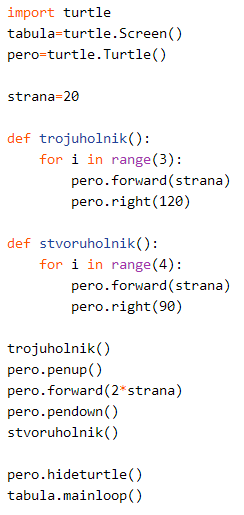 import turtle
tabula=turtle.Screen()
pero=turtle.Turtle()

strana=20

def trojuholnik():
    for i in range(3):
        pero.forward(strana)
        pero.right(120)

def stvoruholnik():
    for i in range(4):
        pero.forward(strana)
        pero.right(90)

trojuholnik()
pero.penup()
pero.forward(2*strana)
pero.pendown()
stvoruholnik()

pero.hideturtle()
tabula.mainloop()